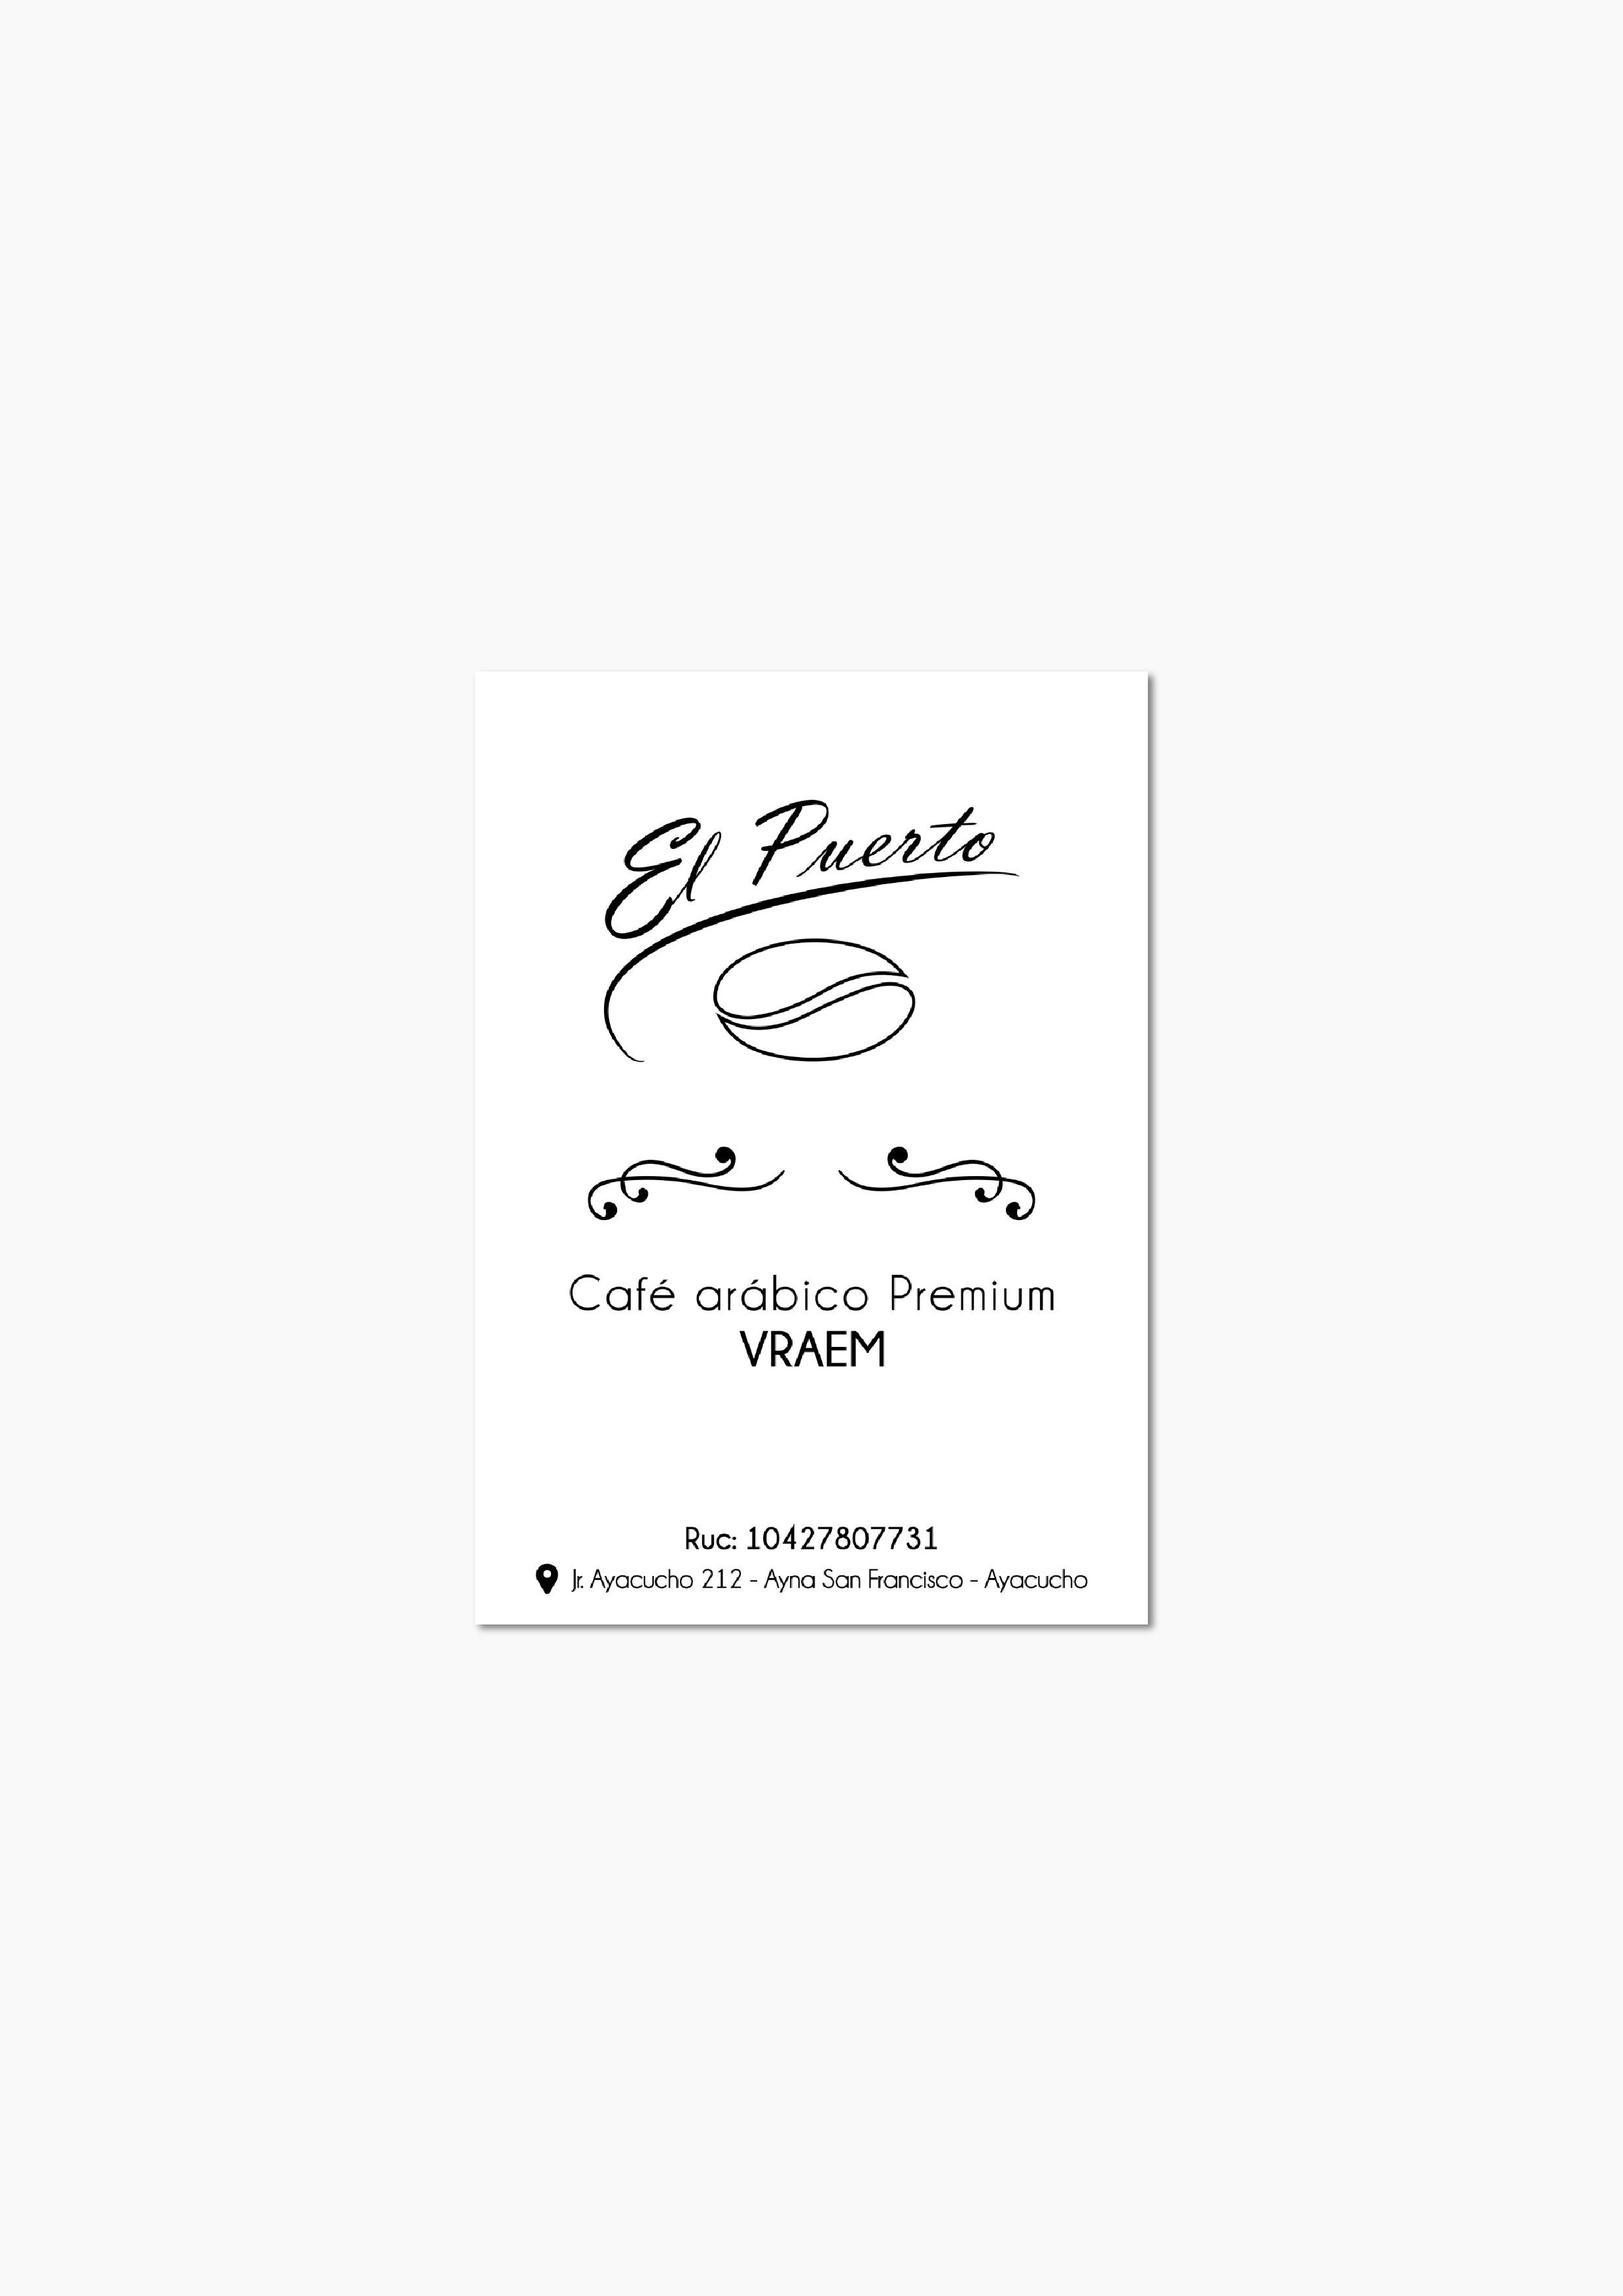 El Puerto
Café arábico Premium
VRAEM
Ruc: 10427807731
Jr. Ayacucho 212 - Ayna San Francisco - Ayacucho